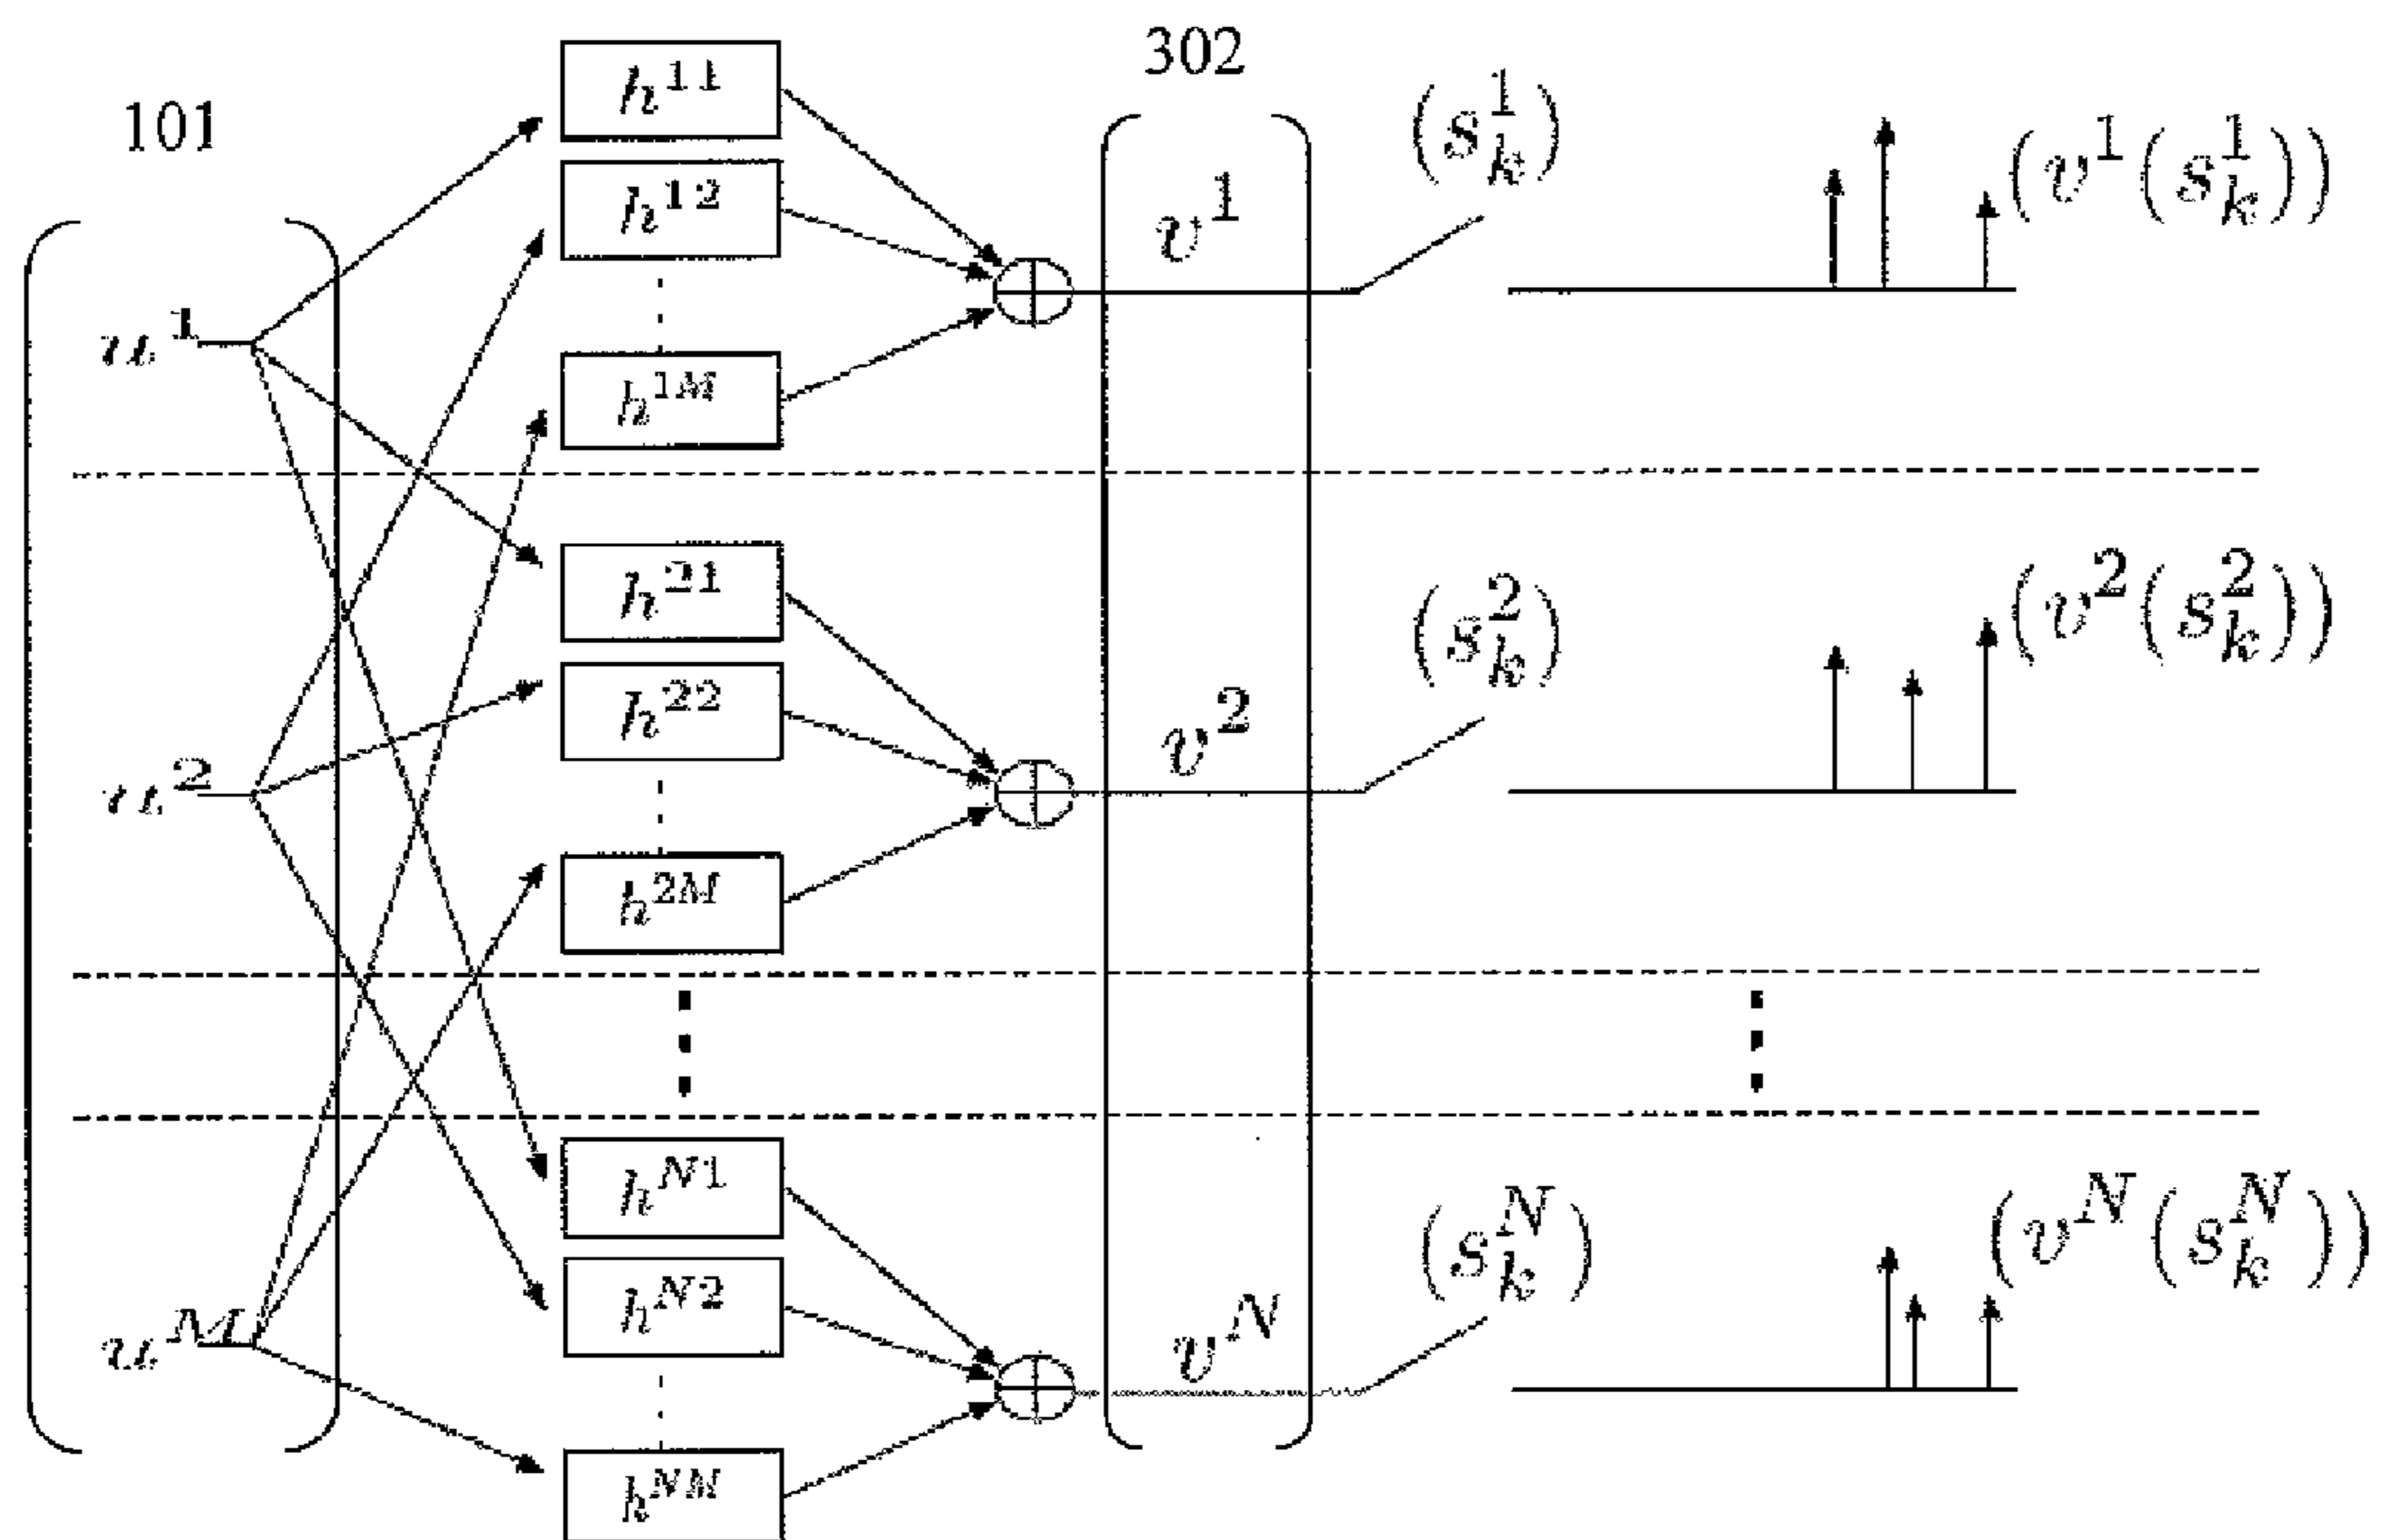 302
101
h^{11}
h^{12}
h^{1M}
u^1
v^1
(s_k^1)
(v^1(s_k^1))
h^{21}
h^{22}
h^{2M}
u^2
v^2
(s_k^2)
(v^2(s_k^2))
h^{N1}
h^{N2}
h^{NM}
u^M
v^N
(s_k^N)
(v^N(s_k^N))